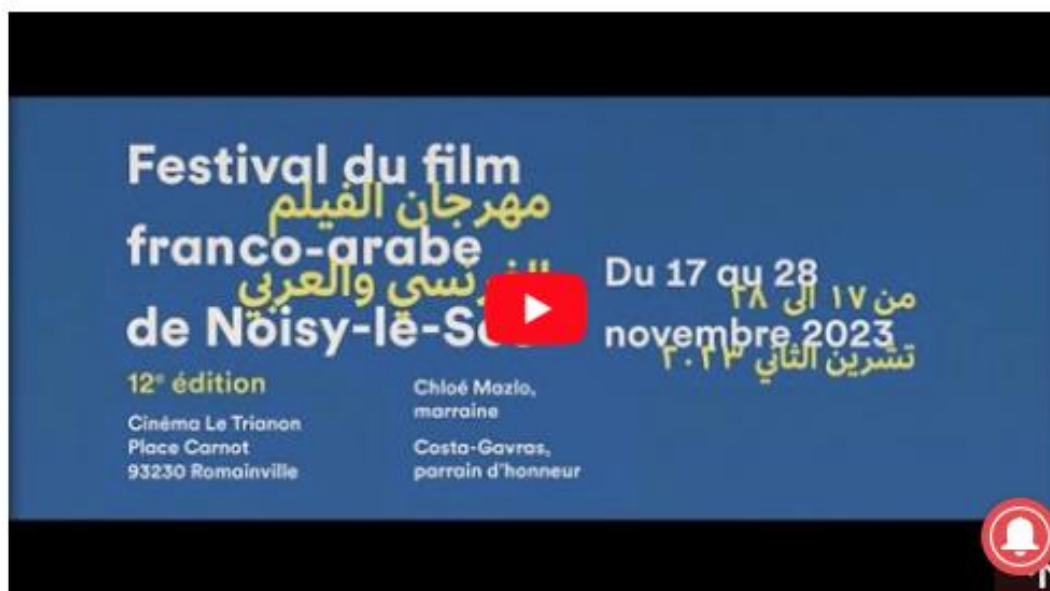 Festival du film
مهرجان الفيلم
franco-arabe
والعربي
de Noisy-le-
Du 17 au 28
من ١٧ الى ٢٨
novembre 2023
تشرين الثاني ٢٠٢٣
12e édition
Cinéma Le Trianon
Place Carnot
93230 Romainville
Chloé Mazlo,
marraine
Costa-Gavras,
parrain d'honneur